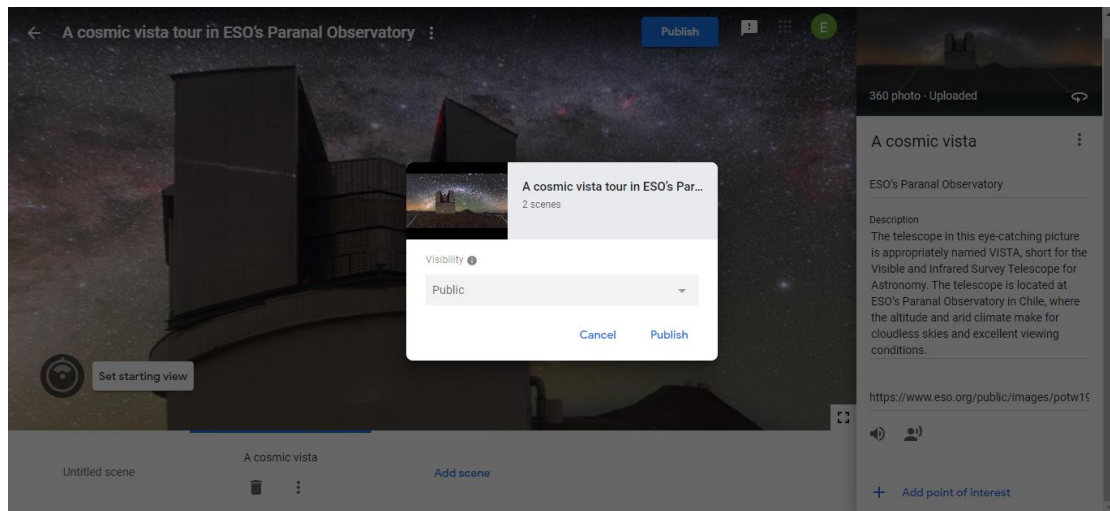 A cosmic vista tour in ESO's Paranal Observatory
Publish
E
360 photo - Uploaded
A cosmic vista
ESO's Paranal Observatory
Description
The telescope in this eye-catching picture
is appropriately named VISTA, short for the
Visible and Infrared Survey Telescope for
Astronomy. The telescope is located at
ESO's Paranal Observatory in Chile, where
the altitude and arid climate make for
cloudless skies and excellent viewing
conditions.
https://www.eso.org/public/images/potw19
Add point of interest
A cosmic vista tour in ESO's Par...
2 scenes
Visibility
Public
Cancel
Publish
Set starting view
Untitled scene
A cosmic vista
Add scene